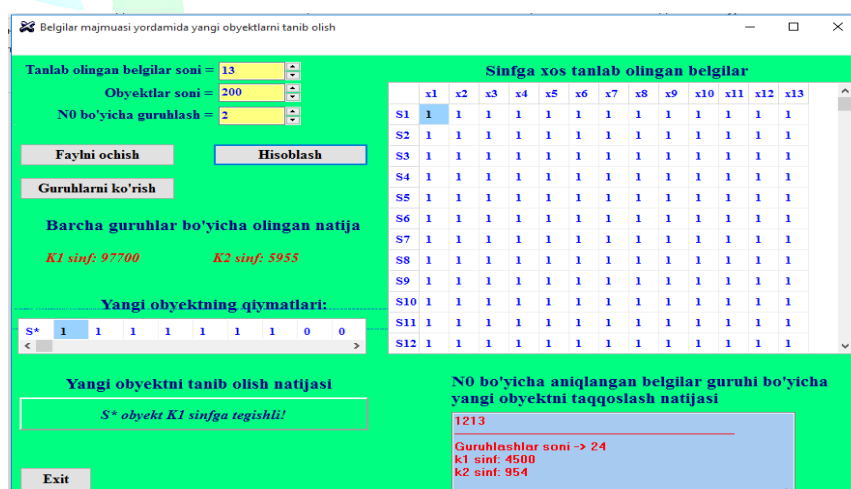 Belgilar majmuasi yordamida yangi obyektlarni tanib olish
Tanlab olingan belgilar soni = 13
Obyektlar soni = 200
N0 bo'yicha guruhlash = 2
Faylni ochish Hisoblash
Guruhlarni ko'rish
Barcha guruhlar bo'yicha olingan natija
K1 sinf: 97700 K2 sinf: 5955
Yangi obyektning qiymatlari:
S* 1 1 1 1 1 1 1 0 0
Yangi obyektni tanib olish natijasi
S* obyekt K1 sinfga tegishli!
Exit
Sinfga xos tanlab olingan belgilar
x1 x2 x3 x4 x5 x6 x7 x8 x9 x10 x11 x12 x13
S1 1 1 1 1 1 1 1 1 1 1 1 1 1
S2 1 1 1 1 1 1 1 1 1 1 1 1 1
S3 1 1 1 1 1 1 1 1 1 1 1 1 1
S4 1 1 1 1 1 1 1 1 1 1 1 1 1
S5 1 1 1 1 1 1 1 1 1 1 1 1 1
S6 1 1 1 1 1 1 1 1 1 1 1 1 1
S7 1 1 1 1 1 1 1 1 1 1 1 1 1
S8 1 1 1 1 1 1 1 1 1 1 1 1 1
S9 1 1 1 1 1 1 1 1 1 1 1 1 1
S10 1 1 1 1 1 1 1 1 1 1 1 1 1
S11 1 1 1 1 1 1 1 1 1 1 1 1 1
S12 1 1 1 1 1 1 1 1 1 1 1 1 1
N0 bo'yicha aniqlangan belgilar guruhi bo'yicha
yangi obyektni taqqoslash natijasi
1213
Guruhlashlar soni -> 24
k1 sinf: 4500
k2 sinf: 954